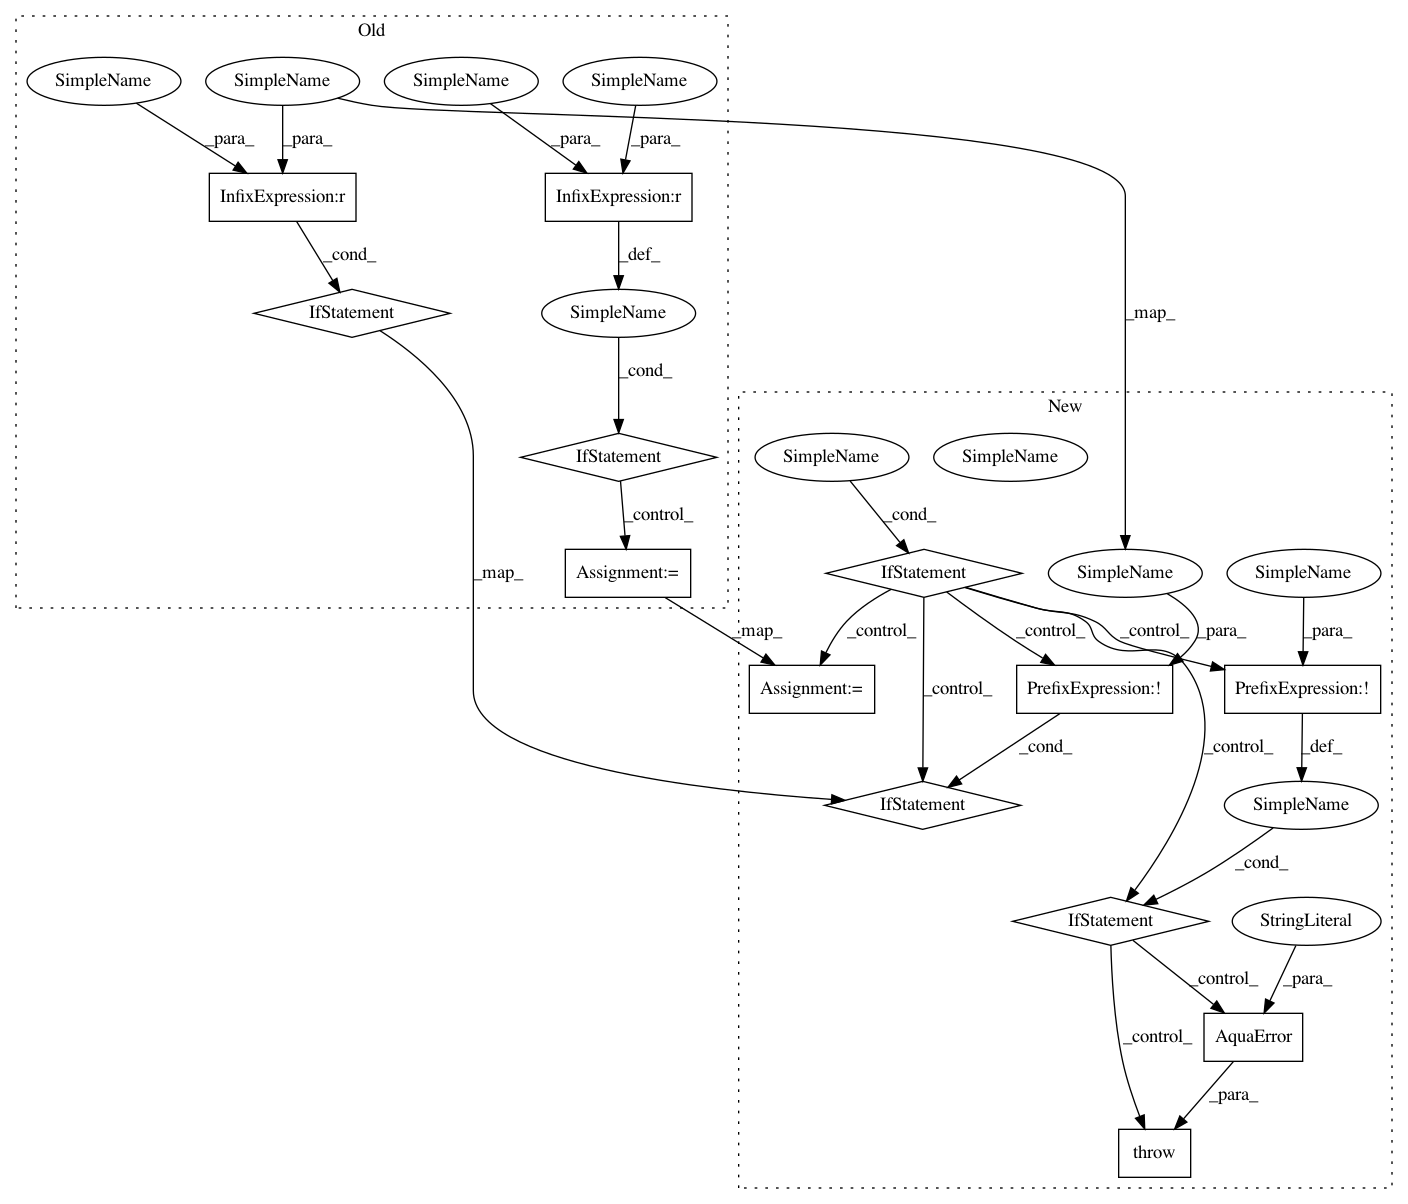 Old
SimpleName
SimpleName
SimpleName
SimpleName
_para_
_para_
_para_
_para_
InfixExpression:r
InfixExpression:r
_cond_
_def_
IfStatement
SimpleName
_map_
_cond_
New
IfStatement
SimpleName
SimpleName
_control_
_cond_
_map_
Assignment:=
IfStatement
SimpleName
SimpleName
_map_
_control_
_control_
_control_
_para_
_para_
Assignment:=
_control_
PrefixExpression:!
PrefixExpression:!
_cond_
_control_
_def_
IfStatement
SimpleName
_cond_
IfStatement
StringLiteral
_control_
_para_
_control_
AquaError
_para_
throw